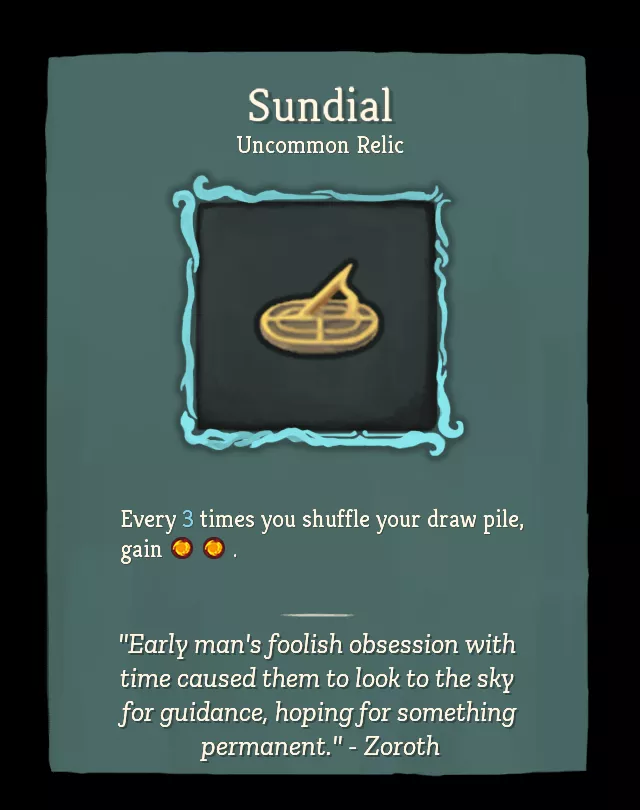 Sundial
Uncommon Relic
Every 3 times you shuffle your draw pile,
gain .
"Early man's foolish obsession with
time caused them to look to the sky
for guidance, hoping for something
permanent." - Zoroth